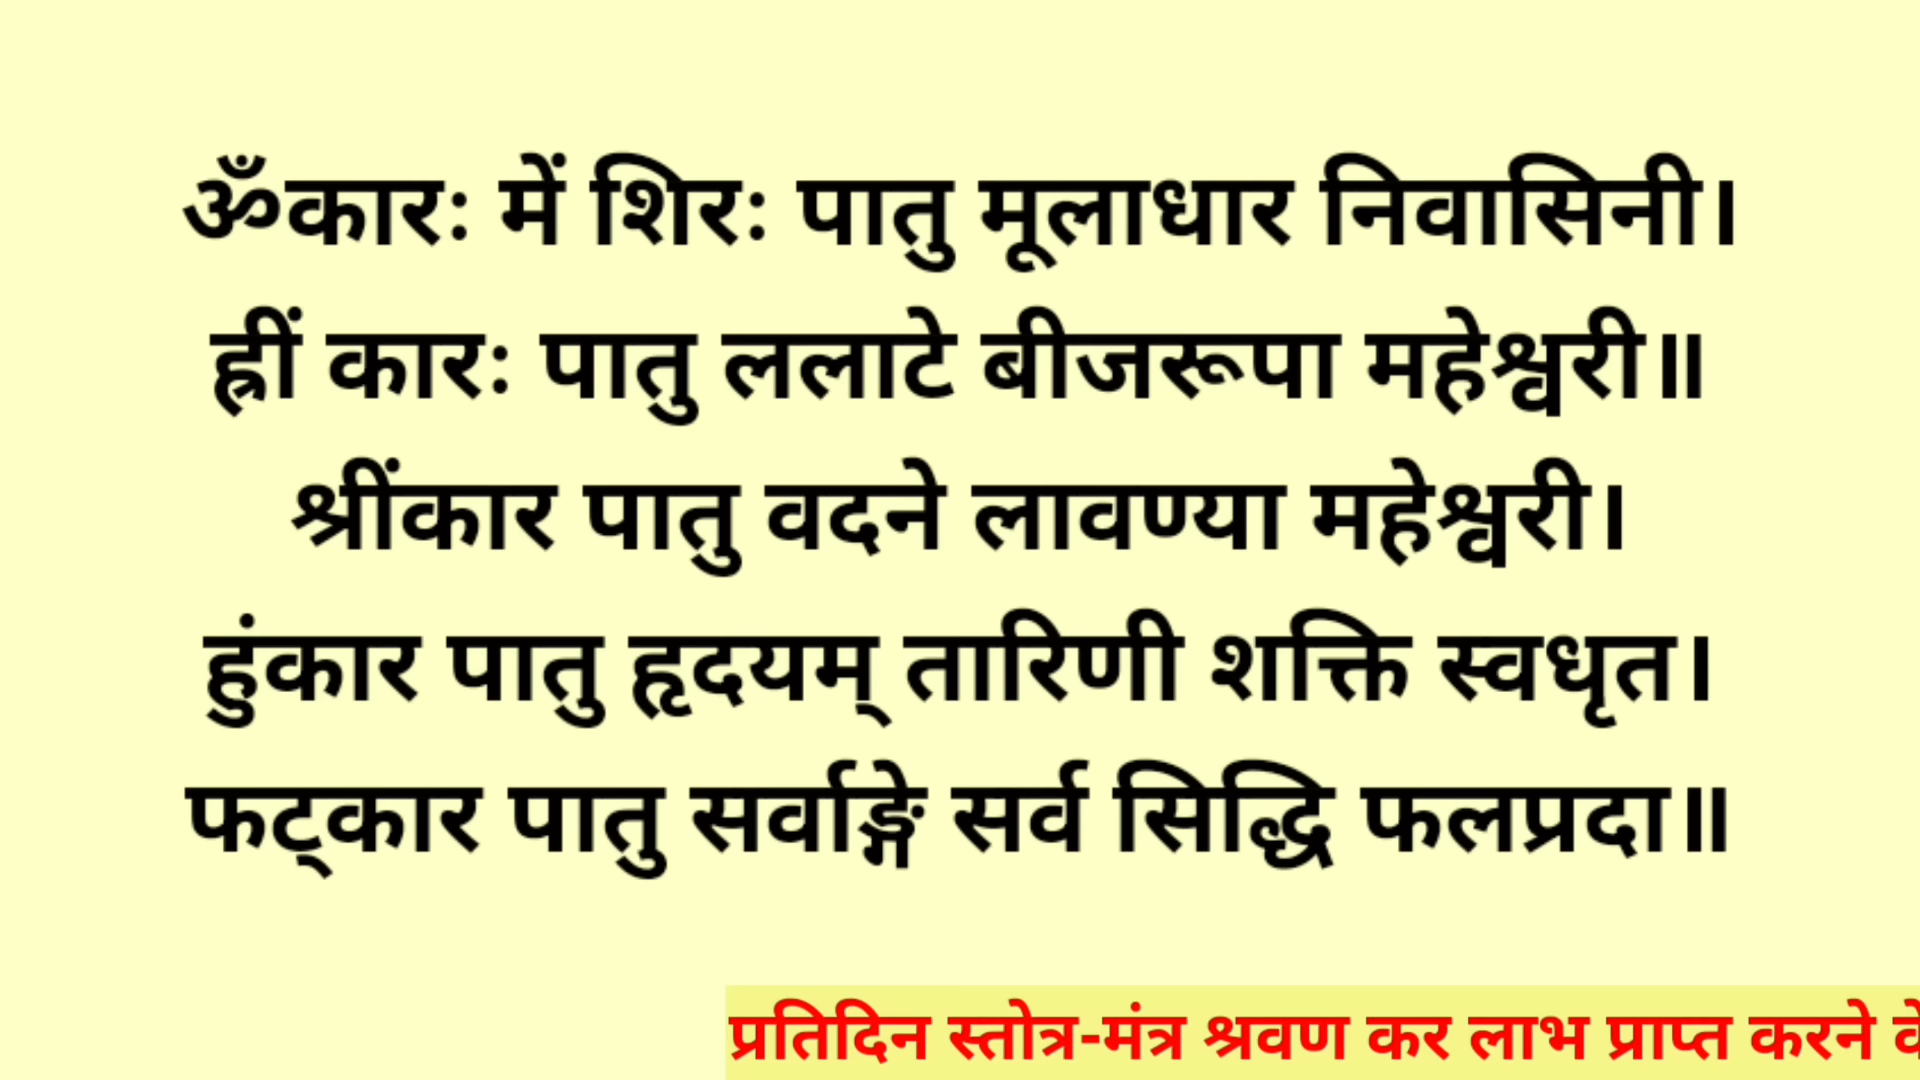 ॐकारः में शिरः पातु मूलाधार निवासिनी।
ह्रीं कारः पातु ललाटे बीजरूपा महेश्वरी॥
श्रींकार पातु वदने लावण्या महेश्वरी।
हुंकार पातु हृदयम् तारिणी शक्ति स्वधृत।
फट्कार पातु सर्वाङ्गे सर्व सिद्धि फलप्रदा॥
प्रतिदिन स्तोत्र-मंत्र श्रवण कर लाभ प्राप्त करने